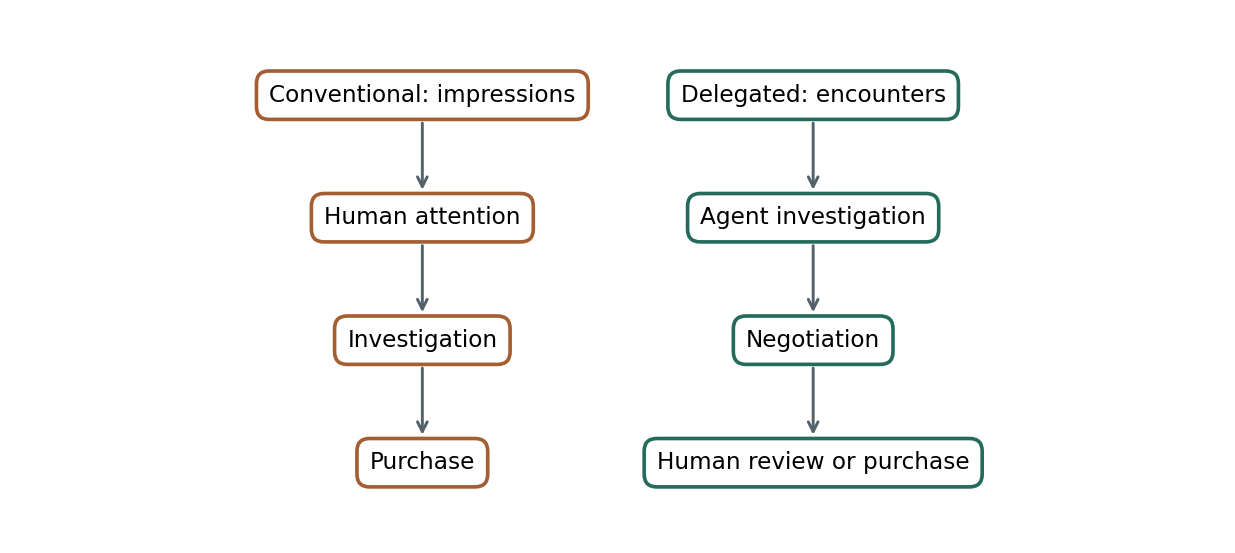 Conventional: impressions
Human attention
Investigation
Purchase
Delegated: encounters
Agent investigation
Negotiation
Human review or purchase